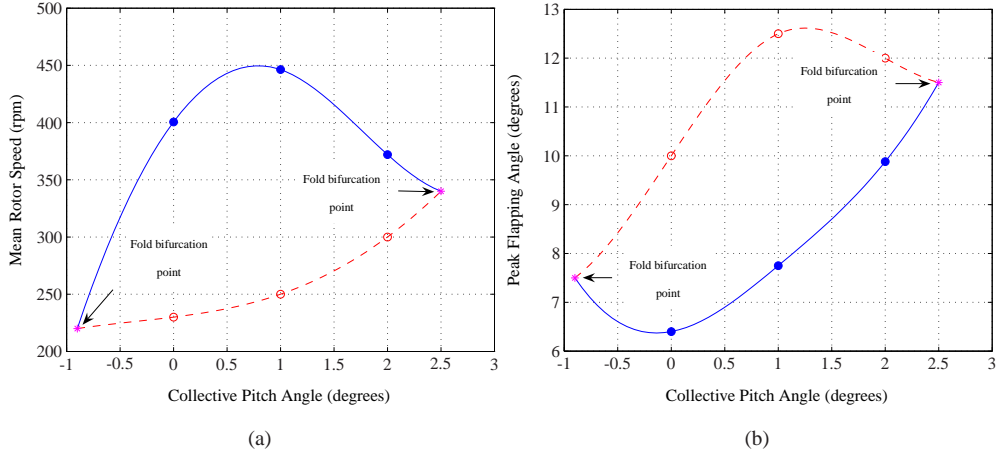 500
450
400
350
300
250
200
Mean Rotor Speed (rpm)
Fold bifurcation
point
Fold bifurcation
point
-1
-0.5
0
0.5
1
1.5
2
2.5
3
Collective Pitch Angle (degrees)
(a)
13
12
11
10
9
8
7
6
Peak Flapping Angle (degrees)
Fold bifurcation
point
Fold bifurcation
point
-1
-0.5
0
0.5
1
1.5
2
2.5
3
Collective Pitch Angle (degrees)
(b)